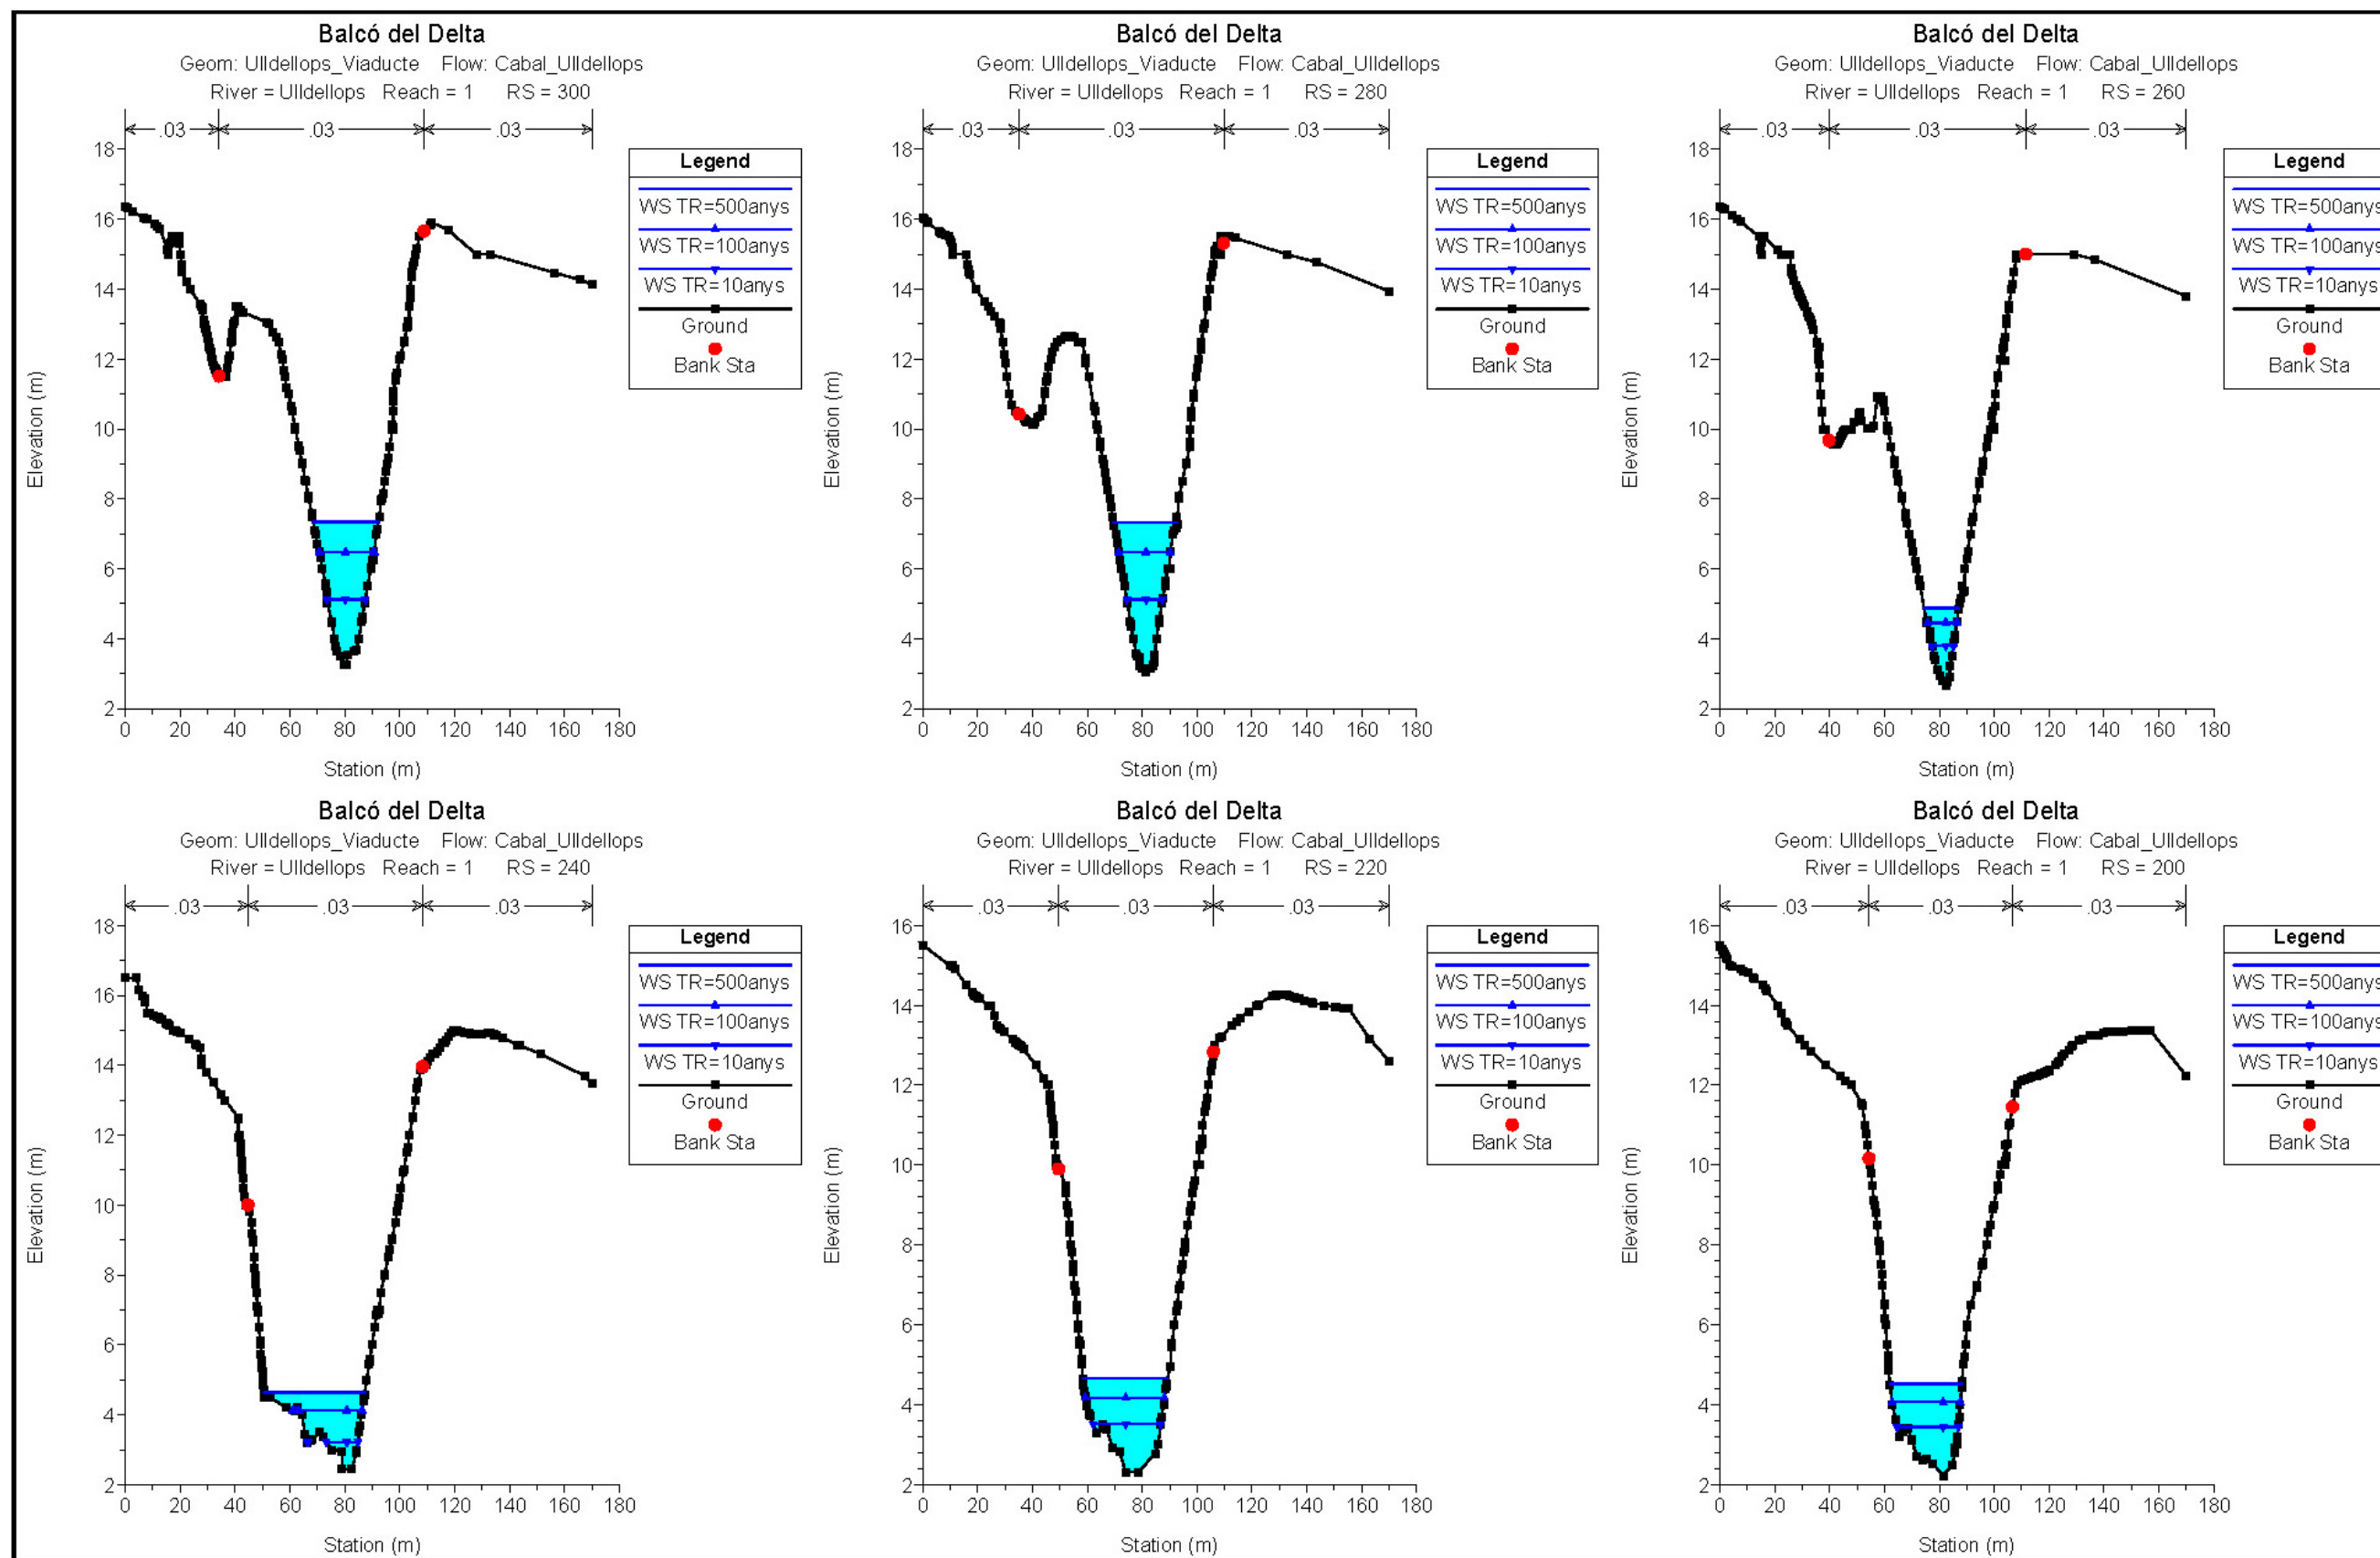 Balcó del Delta
Geom: Ulldellops_Viaducte Flow: Cabal_Ulldellops
River = Ulldellops Reach = 1 RS = 300
.03 .03 .03
18
16
14
12
10
8
6
4
2
Elevation (m)
0 20 40 60 80 100 120 140 160 180
Station (m)
Legend
WS TR=500anys
WS TR=100anys
WS TR=10anys
Ground
Bank Sta
Balcó del Delta
Geom: Ulldellops_Viaducte Flow: Cabal_Ulldellops
River = Ulldellops Reach = 1 RS = 280
.03 .03 .03
18
16
14
12
10
8
6
4
2
Elevation (m)
0 20 40 60 80 100 120 140 160 180
Station (m)
Legend
WS TR=500anys
WS TR=100anys
WS TR=10anys
Ground
Bank Sta
Balcó del Delta
Geom: Ulldellops_Viaducte Flow: Cabal_Ulldellops
River = Ulldellops Reach = 1 RS = 260
.03 .03 .03
18
16
14
12
10
8
6
4
2
Elevation (m)
0 20 40 60 80 100 120 140 160 180
Station (m)
Legend
WS TR=500anys
WS TR=100anys
WS TR=10anys
Ground
Bank Sta
Balcó del Delta
Geom: Ulldellops_Viaducte Flow: Cabal_Ulldellops
River = Ulldellops Reach = 1 RS = 240
.03 .03 .03
18
16
14
12
10
8
6
4
2
Elevation (m)
0 20 40 60 80 100 120 140 160 180
Station (m)
Legend
WS TR=500anys
WS TR=100anys
WS TR=10anys
Ground
Bank Sta
Balcó del Delta
Geom: Ulldellops_Viaducte Flow: Cabal_Ulldellops
River = Ulldellops Reach = 1 RS = 220
.03 .03 .03
16
14
12
10
8
6
4
2
Elevation (m)
0 20 40 60 80 100 120 140 160 180
Station (m)
Legend
WS TR=500anys
WS TR=100anys
WS TR=10anys
Ground
Bank Sta
Balcó del Delta
Geom: Ulldellops_Viaducte Flow: Cabal_Ulldellops
River = Ulldellops Reach = 1 RS = 200
.03 .03 .03
16
14
12
10
8
6
4
2
Elevation (m)
0 20 40 60 80 100 120 140 160 180
Station (m)
Legend
WS TR=500anys
WS TR=100anys
WS TR=10anys
Ground
Bank Sta